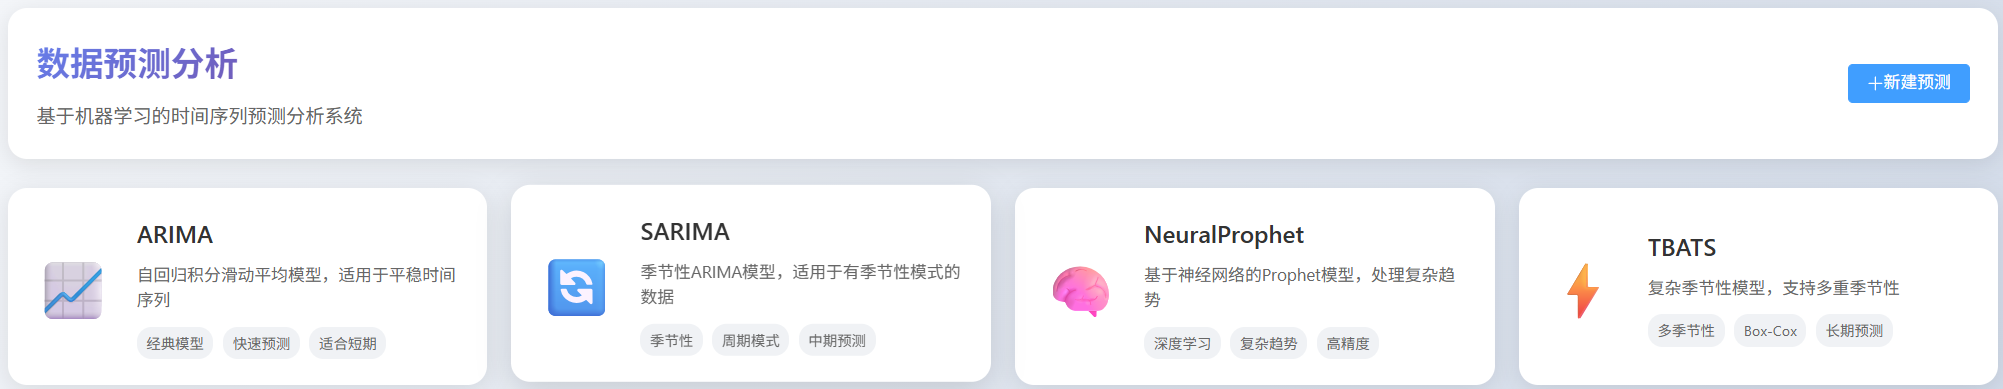 数据预测分析
基于机器学习的时间序列预测分析系统
+新建预测
ARIMA
自回归积分滑动平均模型，适用于平稳时间
序列
经典模型 快速预测 适合短期
SARIMA
季节性ARIMA模型，适用于有季节性模式的
数据
季节性 周期模式 中期预测
NeuralProphet
基于神经网络的Prophet模型，处理复杂趋
势
深度学习 复杂趋势 高精度
TBATS
复杂季节性模型，支持多重季节性
多季节性 Box-Cox 长期预测